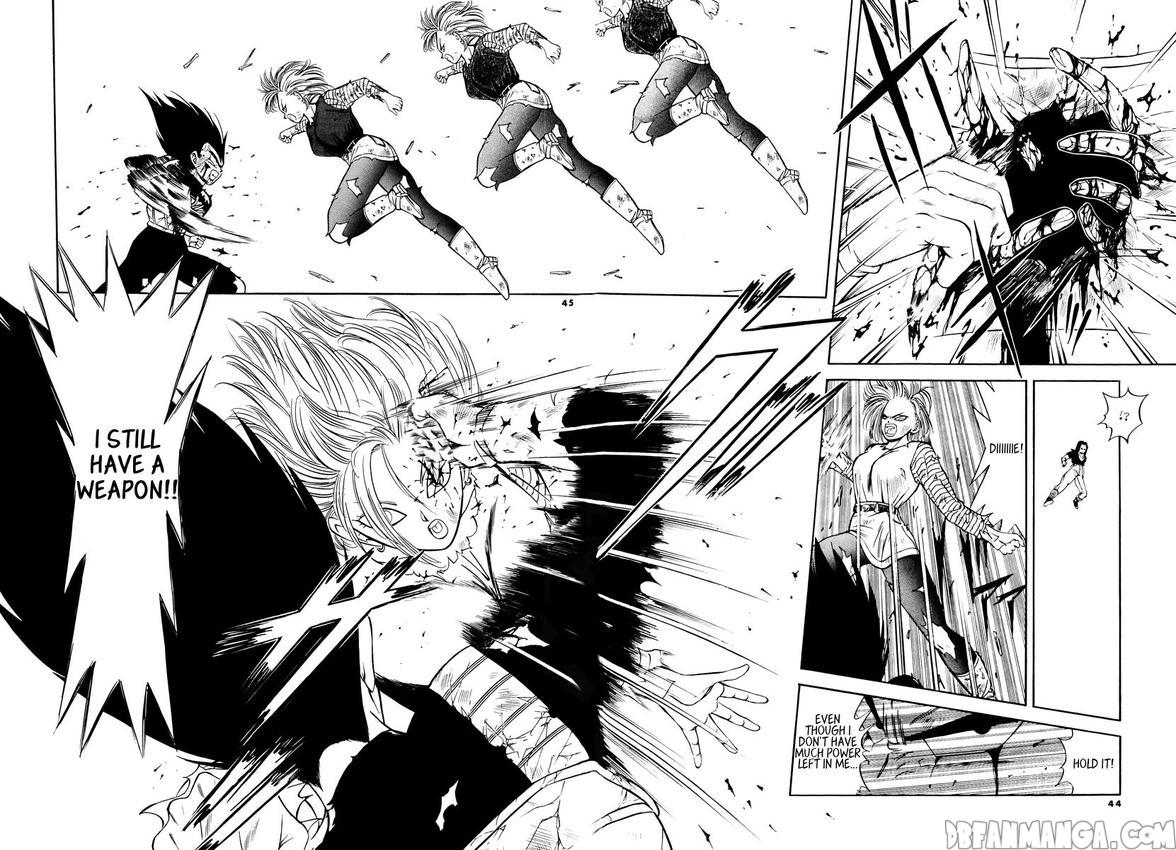 !?
DIIIIIIE!
HOLD IT!
EVEN
THOUGH I
DON'T HAVE
MUCH POWER
LEFT IN ME...
44
45
I STILL
HAVE A
WEAPON!!
DBFANMANGA.COM